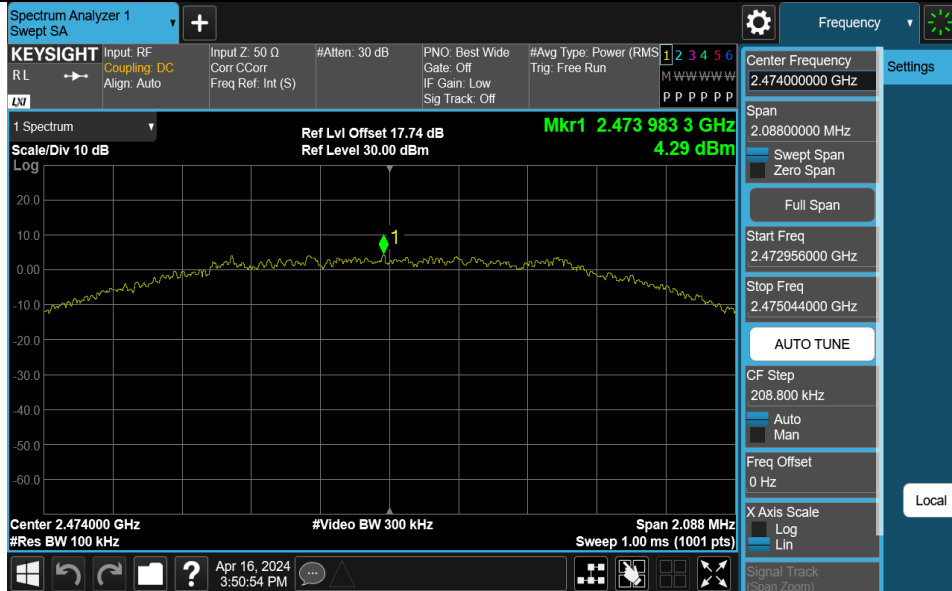 Spectrum Analyzer 1
Swept SA
Frequency
KEYSIGHT
R L
LXI
Input: RF
Coupling: DC
Align: Auto
Input Z: 50 Ω
Corr CCorr
Freq Ref: Int (S)
#Atten: 30 dB
PNO: Best Wide
Gate: Off
IF Gain: Low
Sig Track: Off
#Avg Type: Power (RMS
Trig: Free Run
1 2 3 4 5 6
M W W W W W
P P P P P P
1 Spectrum
Scale/Div 10 dB
Log
Ref Lvl Offset 17.74 dB
Ref Level 30.00 dBm
Mkr1 2.473 983 3 GHz
4.29 dBm
20.0
10.0
0.00
-10.0
-20.0
-30.0
-40.0
-50.0
-60.0
1
Center 2.474000 GHz
#Res BW 100 kHz
#Video BW 300 kHz
Span 2.088 MHz
Sweep 1.00 ms (1001 pts)
Apr 16, 2024
3:50:54 PM
Center Frequency
2.474000000 GHz
Span
2.08800000 MHz
Swept Span
Zero Span
Full Span
Start Freq
2.472956000 GHz
Stop Freq
2.475044000 GHz
AUTO TUNE
CF Step
208.800 kHz
Auto
Man
Freq Offset
0 Hz
X Axis Scale
Log
Lin
Signal Track
(Span Zoom)
Settings
Local